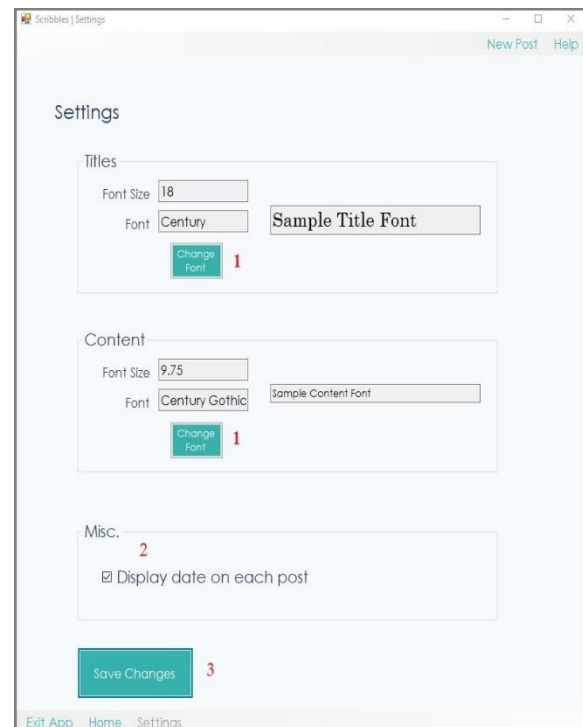 Scribbles | Settings
New Post Help
Settings
Titles
Font Size 18
Font Century
Sample Title Font
Change
Font
1
Content
Font Size 9.75
Font Century Gothic
Sample Content Font
Change
Font
1
Misc.
2
Display date on each post
Save Changes
3
Exit App Home Settings